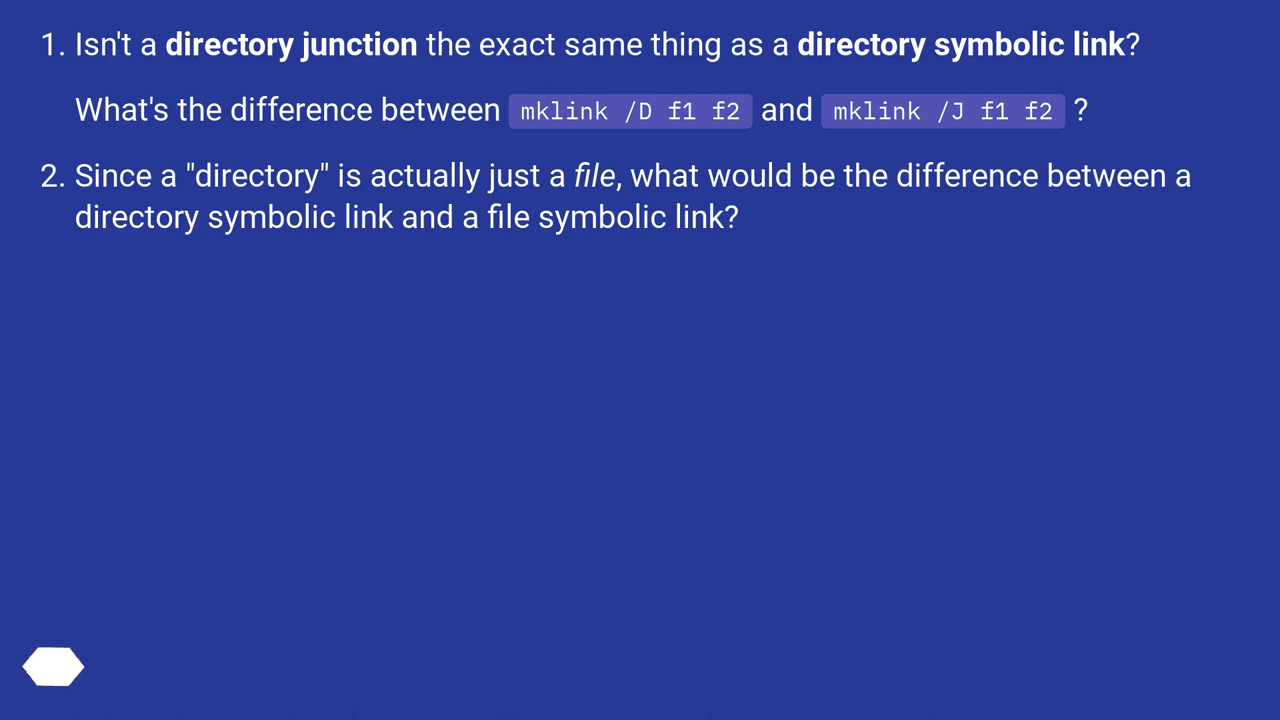 1. Isn't a directory junction the exact same thing as a directory symbolic link?
What's the difference between mklink /D f1 f2 and mklink /J f1 f2 ?
2. Since a "directory" is actually just a file, what would be the difference between a
directory symbolic link and a file symbolic link?